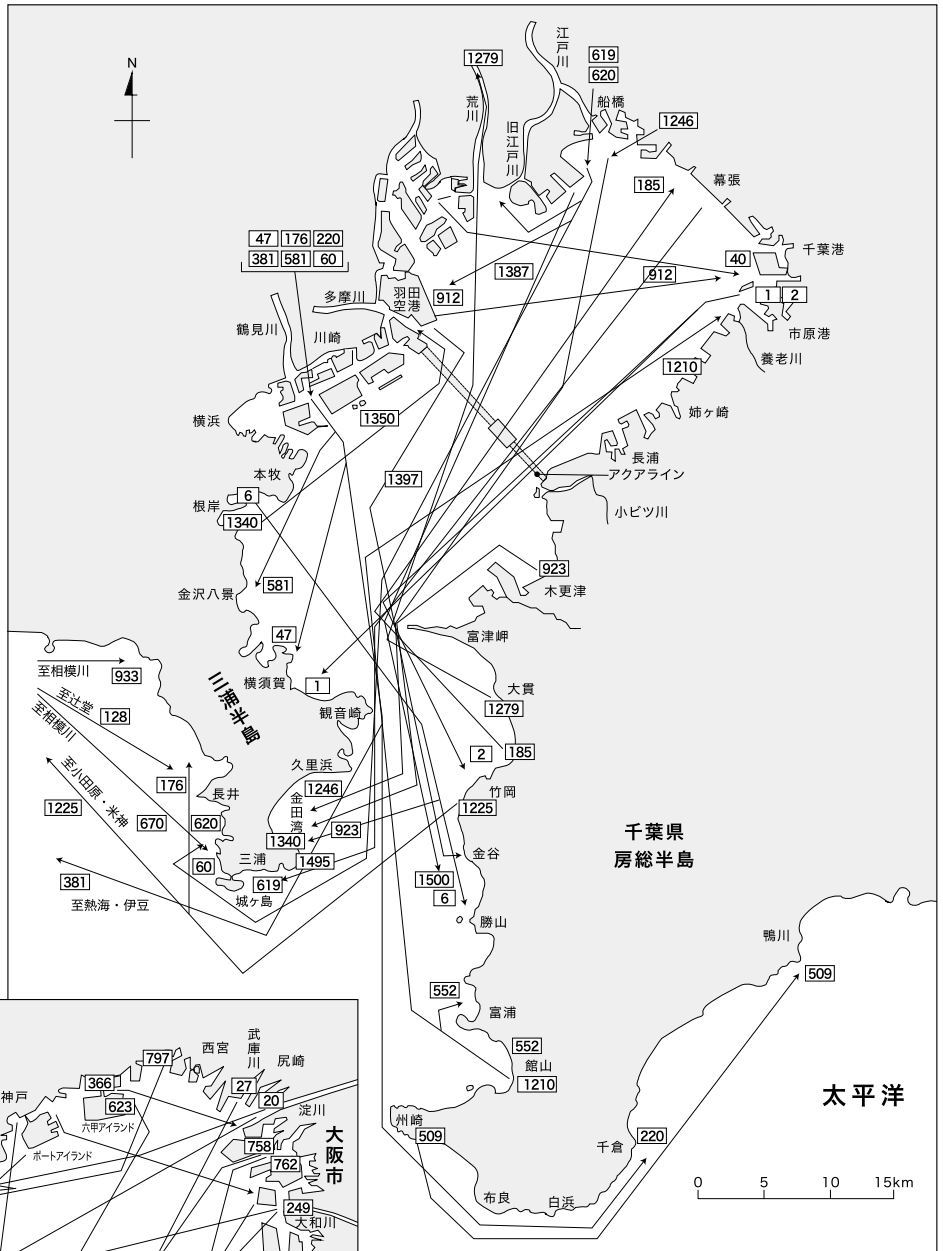 N
1279
江戸川
619
620
荒川
旧江戸川
船橋
1246
185
幕張
千葉港
47 176 220
381 581 60
40
1387
912
912
1 2
多摩川
羽田
空港
鶴見川
川崎
市原港
養老川
1210
1350
姉ヶ崎
横浜
長浦
アクアライン
本牧
1397
6
根岸
1340
小ビツ川
金沢八景
581
923
木更津
47
富津岬
至相模川
933
横須賀
1
大貫
三浦半島
至辻堂
128
観音崎
1279
至相模川
2
185
久里浜
176
長井
1246
竹岡
至小田原・米神
1225
670
620
金田湾
1225
923
1340
千葉県
房総半島
60
三浦
1495
金谷
381
619
1500
城ヶ島
6
至熱海・伊豆
勝山
鴨川
509
552
富浦
552
館山
1210
太平洋
州崎
509
千倉
220
布良
白浜
0 5 10 15km
797
西宮
武庫川
尻崎
366
27
神戸
623
20
淀川
六甲アイランド
758
ポートアイランド
大阪市
762
249
大和川